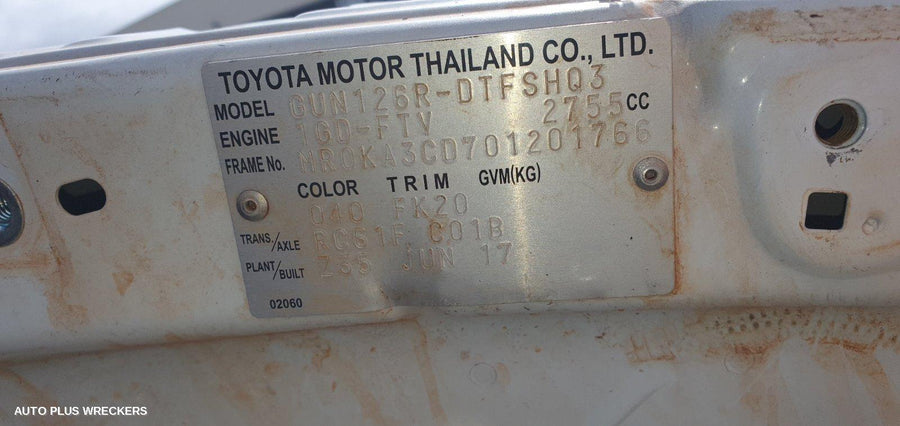 TOYOTA MOTOR THAILAND CO., LTD.
MODEL GUN126R-DTFSHQ3
ENGINE 1GD-FTV 2755 CC
FRAME No. MR0KA3CD701201766
COLOR TRIM GVM(KG)
040 FK20
TRANS./AXLE RC61F C01B
PLANT/BUILT Z35 JUN 17
02060
AUTO PLUS WRECKERS